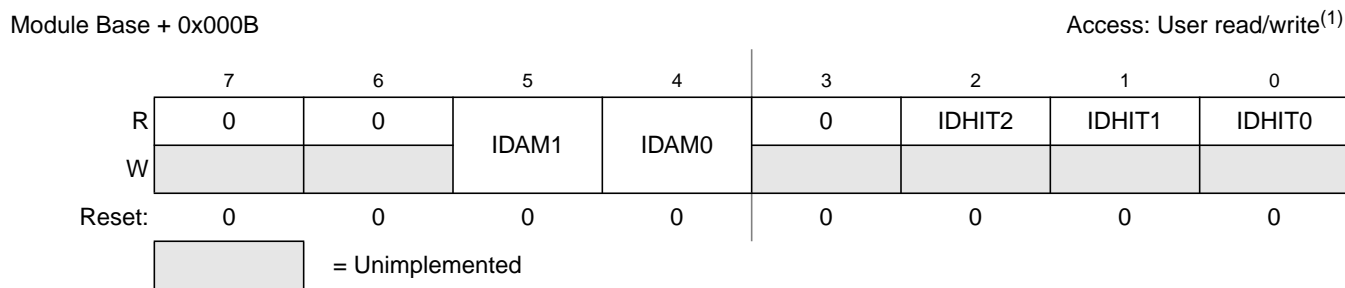 Module Base + 0x000B Access: User read/write(1)
7 6 5 4 3 2 1 0
R 0 0 IDAM1 IDAM0 0 IDHIT2 IDHIT1 IDHIT0
W
Reset: 0 0 0 0 0 0 0 0
= Unimplemented